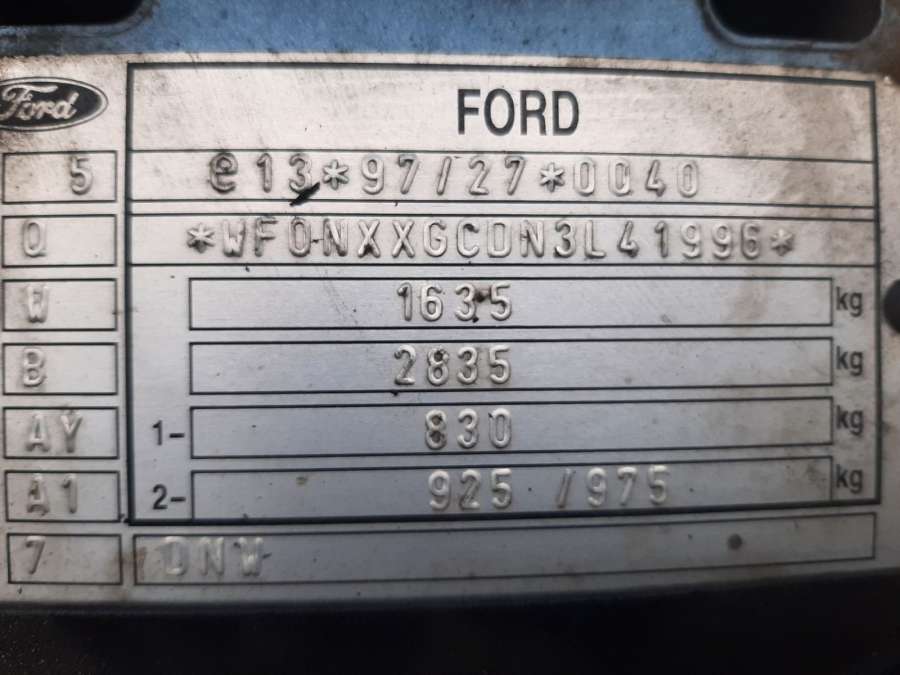 Ford
FORD
5 e13*97/27*0040
Q *WF0NXXGCDN3L41996*
W 1635 kg
B 2835 kg
AY 1- 830 kg
A1 2- 925 /975 kg
7 DNW